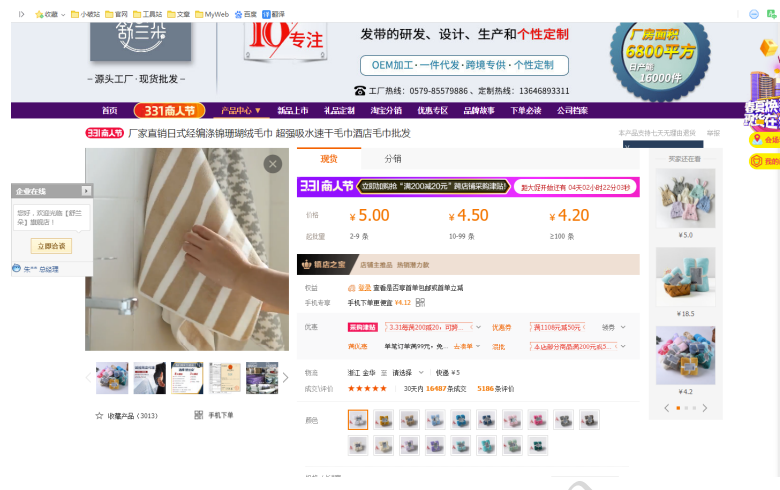 收藏 小破站 官网 工具站 文章 MyWeb 百度 翻译
舒兰朵
源头工厂·现货批发
10年专注
发带的研发、设计、生产和个性定制
OEM加工·一件代发·跨境专供·个性定制
工厂热线：0579-85579886、定制热线：13646893311
厂房面积
6800平方
日产能
16000件
首页 331商人节 产品中心 新品上市 礼品定制 淘宝分销 优惠专区 品牌故事 下单必读 公司档案
331商人节 厂家直销日式经编涤锦珊瑚绒毛巾 超强吸水速干毛巾酒店毛巾批发
本产品支持七天无理由退货 举报
企业在线
您好，欢迎光临【舒兰朵】旗舰店！
立即洽谈
朱** 总经理
现货 分销
331商人节 立即加购抢“满200减20元”跨店铺采购津贴! 距大促开始还有 04天02小时22分03秒
价格 ¥5.00 ¥4.50 ¥4.20
起批量 2-9 条 10-99 条 ≥100 条
镇店之宝 店铺主推品 热销潜力款
权益 登录 查看是否享首单包邮或首单立减
手机专享 手机下单更便宜 ¥4.12
优惠 采购津贴 3.31每满200减20，可跨... 优惠券 满1108元减50元 领券
满优惠 单笔订单满99元，免... 去凑单 混批 本店部分商品满200元或5...
物流 浙江 金华 至 请选择 快递 ¥5
成交\评价 30天内 16487条成交 5186条评价
颜色
收藏产品（3013） 手机下单
买家还在看
¥5.0
¥18.5
¥4.2
会场
我的